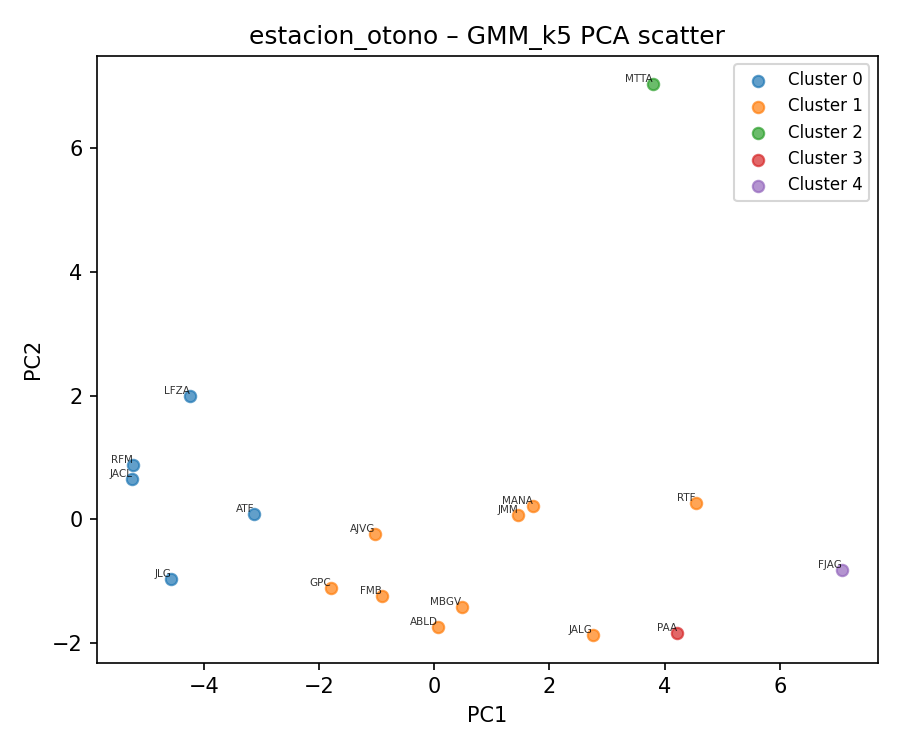 estacion_otono – GMM_k5 PCA scatter
MTTA
Cluster 0
Cluster 1
Cluster 2
Cluster 3
Cluster 4
6
4
2
0
−2
PC2
LFZA
RFM
JACL
ATF
JLG
AJVG
GPC
FMB
MBGV
ABLD
MANA
JMM
RTF
JALG
PAA
FJAG
−4
−2
0
2
4
6
PC1